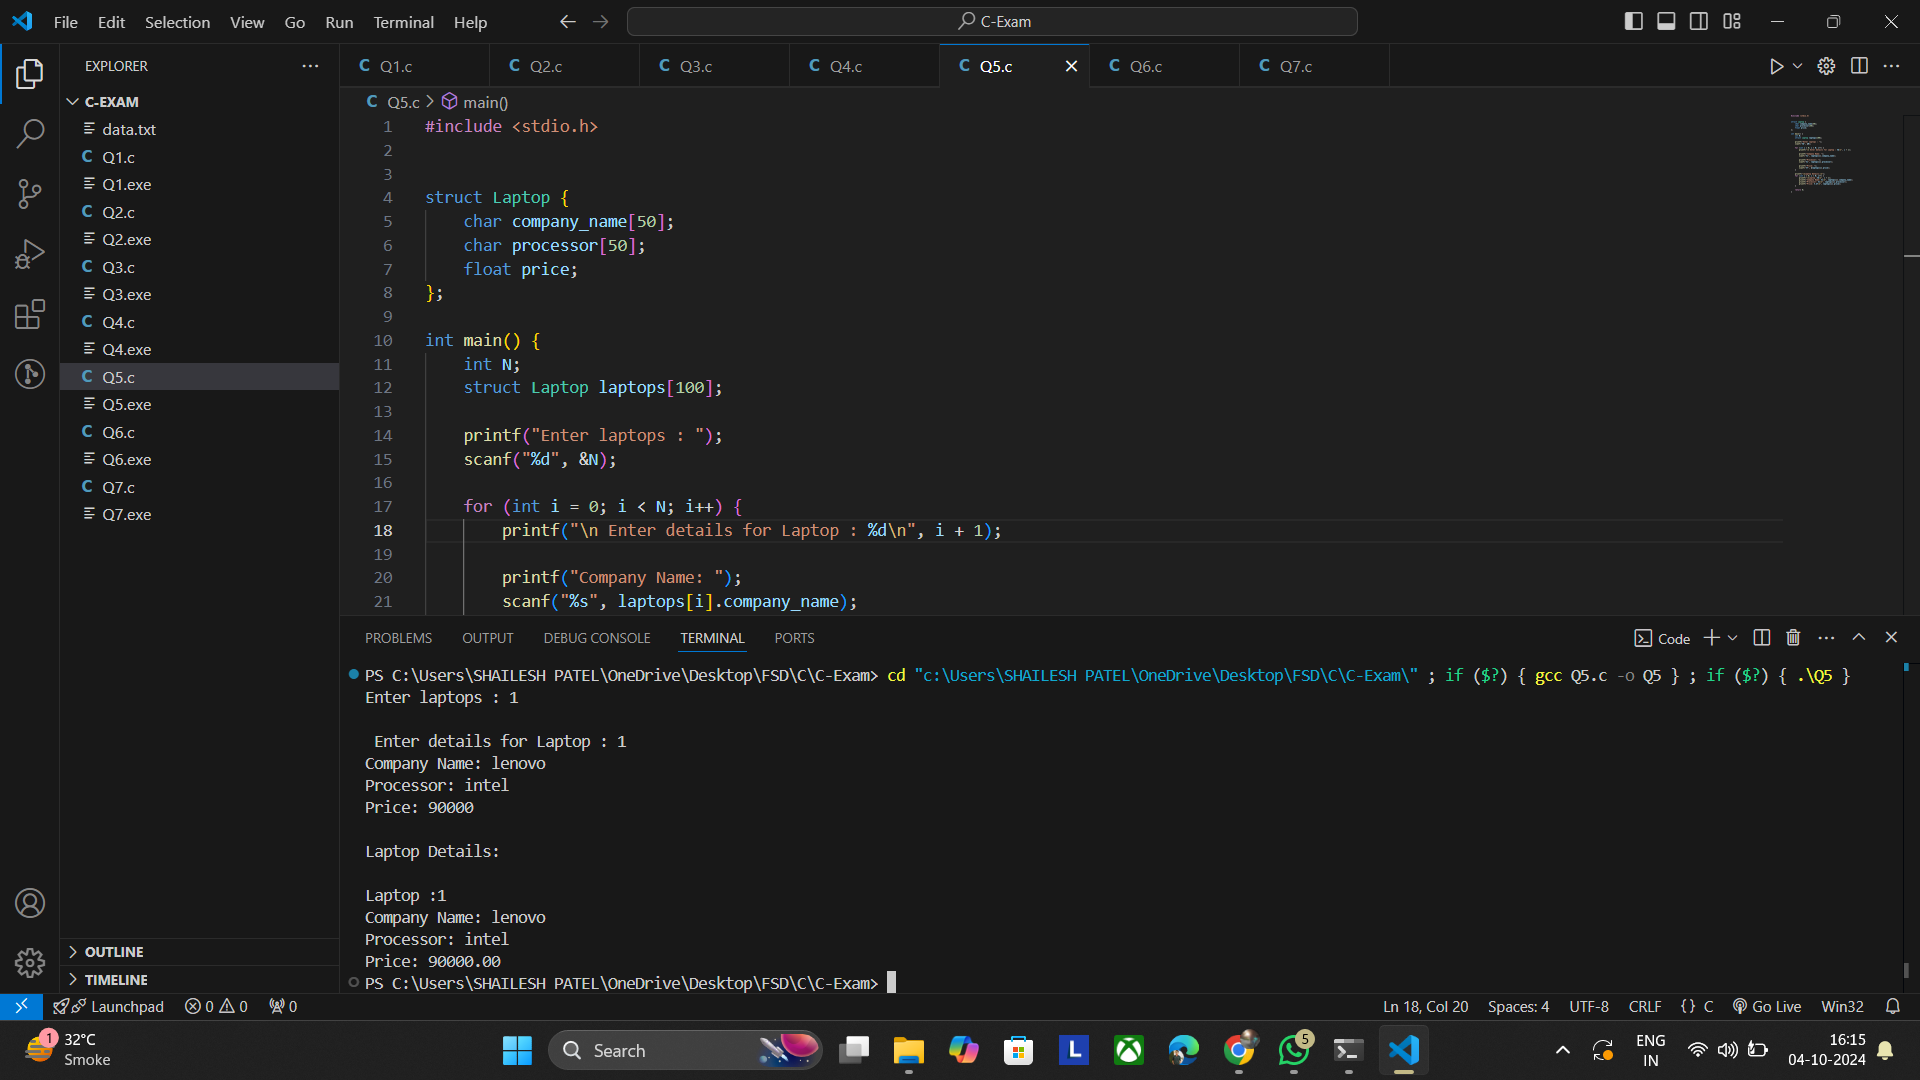 File Edit Selection View Go Run Terminal Help
C-Exam
EXPLORER
C-EXAM
data.txt
C Q1.c
Q1.exe
C Q2.c
Q2.exe
C Q3.c
Q3.exe
C Q4.c
Q4.exe
C Q5.c
Q5.exe
C Q6.c
Q6.exe
C Q7.c
Q7.exe
OUTLINE
TIMELINE
C Q1.c C Q2.c C Q3.c C Q4.c C Q5.c C Q6.c C Q7.c
C Q5.c > main()
1 #include <stdio.h>
2
3
4 struct Laptop {
5 char company_name[50];
6 char processor[50];
7 float price;
8 };
9
10 int main() {
11 int N;
12 struct Laptop laptops[100];
13
14 printf("Enter laptops : ");
15 scanf("%d", &N);
16
17 for (int i = 0; i < N; i++) {
18 printf("\n Enter details for Laptop : %d\n", i + 1);
19
20 printf("Company Name: ");
21 scanf("%s", laptops[i].company_name);
PROBLEMS OUTPUT DEBUG CONSOLE TERMINAL PORTS
Code
PS C:\Users\SHAILESH PATEL\OneDrive\Desktop\FSD\C\C-Exam> cd "c:\Users\SHAILESH PATEL\OneDrive\Desktop\FSD\C\C-Exam\" ; if ($?) { gcc Q5.c -o Q5 } ; if ($?) { .\Q5 }
Enter laptops : 1
Enter details for Laptop : 1
Company Name: lenovo
Processor: intel
Price: 90000
Laptop Details:
Laptop :1
Company Name: lenovo
Processor: intel
Price: 90000.00
PS C:\Users\SHAILESH PATEL\OneDrive\Desktop\FSD\C\C-Exam>
Launchpad 0 0 0
Ln 18, Col 20 Spaces: 4 UTF-8 CRLF {} C Go Live Win32
1
32°C
Smoke
Search
L
5
ENG
IN
16:15
04-10-2024